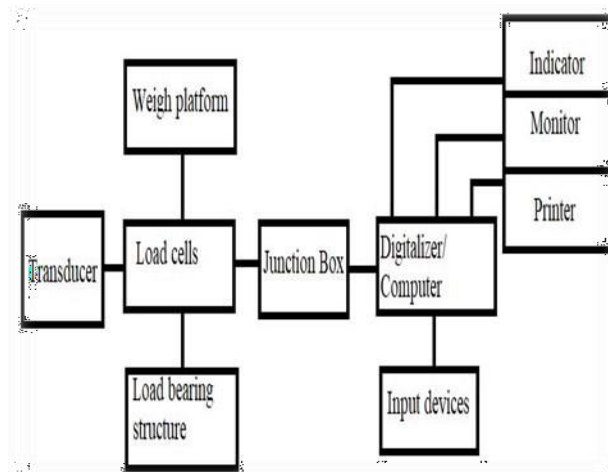 Indicator
Weigh platform
Monitor
Printer
Transducer
Load cells
Junction Box
Digitalizer/
Computer
Load bearing
structure
Input devices